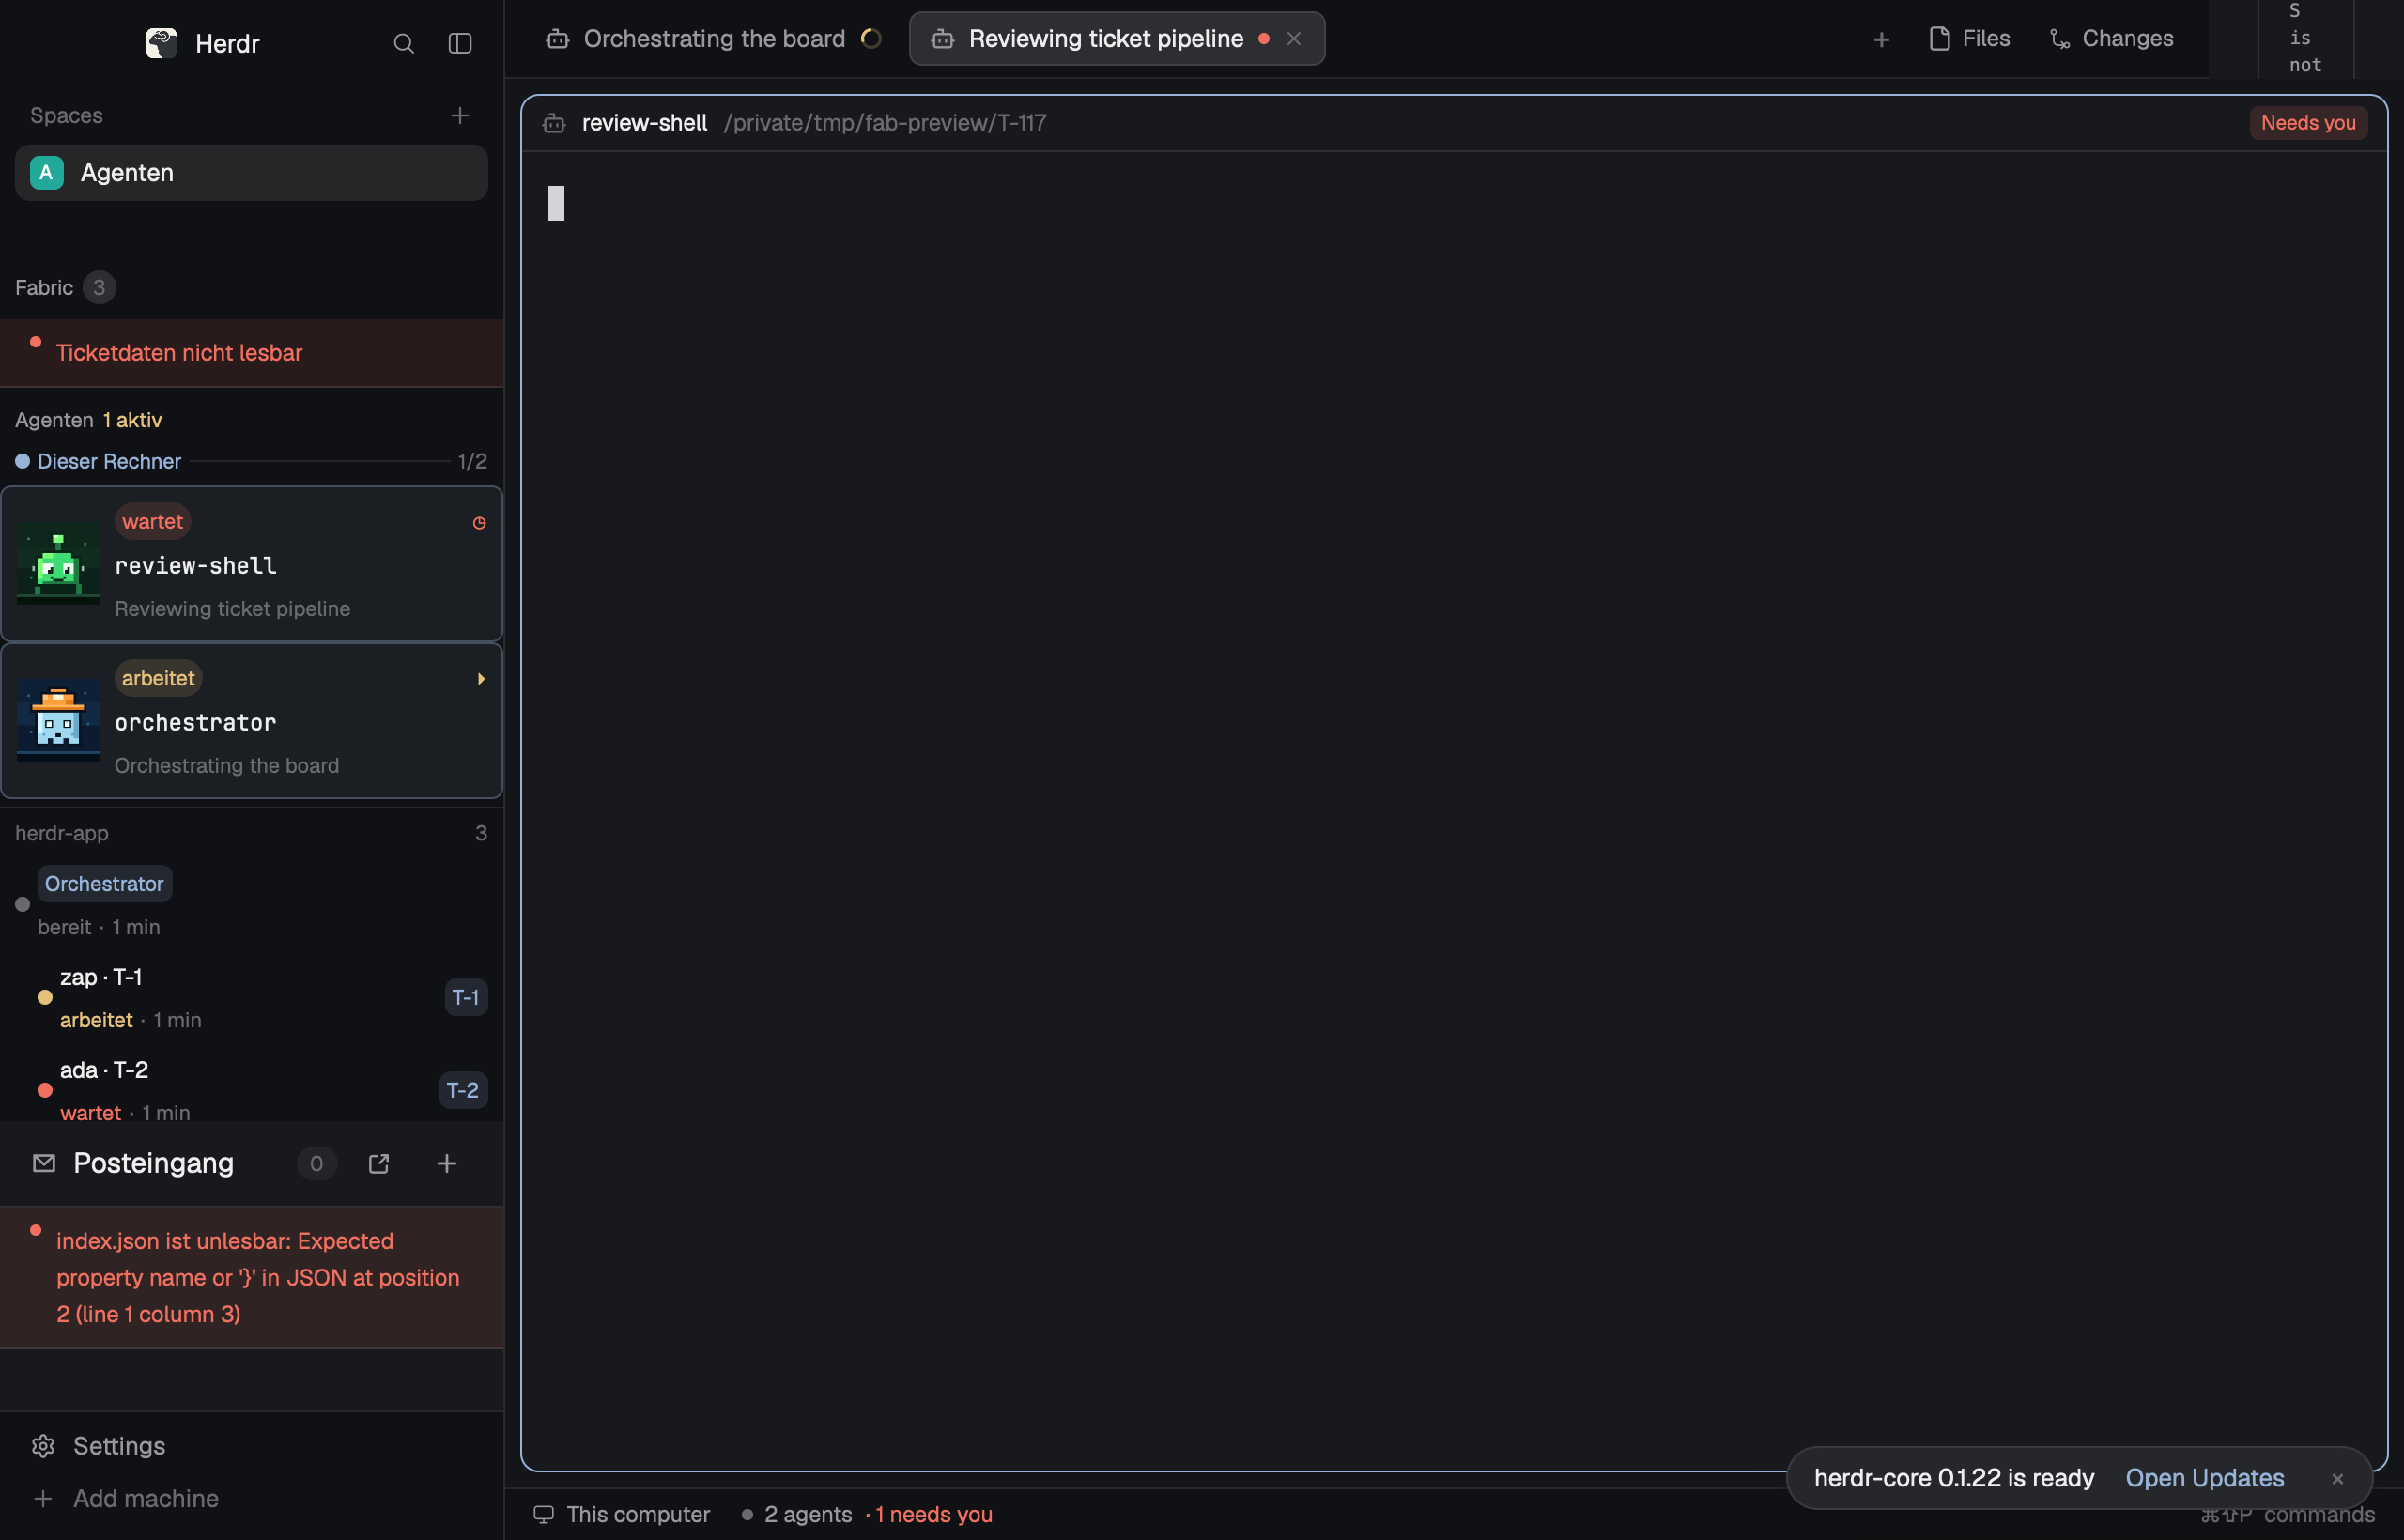 Herdr
Spaces
A Agenten
Fabric 3
Ticketdaten nicht lesbar
Agenten 1 aktiv
Dieser Rechner 1/2
wartet
review-shell
Reviewing ticket pipeline
arbeitet
orchestrator
Orchestrating the board
herdr-app 3
Orchestrator
bereit · 1 min
zap · T-1
T-1
arbeitet · 1 min
ada · T-2
T-2
wartet · 1 min
Posteingang 0
index.json ist unlesbar: Expected
property name or '}' in JSON at position
2 (line 1 column 3)
Settings
Add machine
Orchestrating the board
Reviewing ticket pipeline
Files
Changes
S
is
not
review-shell /private/tmp/fab-preview/T-117
Needs you
herdr-core 0.1.22 is ready Open Updates
This computer 2 agents · 1 needs you
⌘⇧P commands